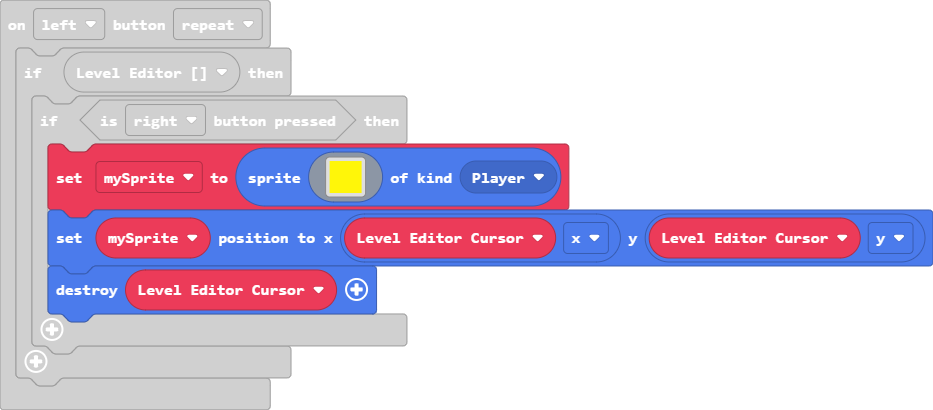 on left button repeat
if Level Editor [] then
if is right button pressed then
set mySprite to sprite of kind Player
set mySprite position to x Level Editor Cursor x y Level Editor Cursor y
destroy Level Editor Cursor